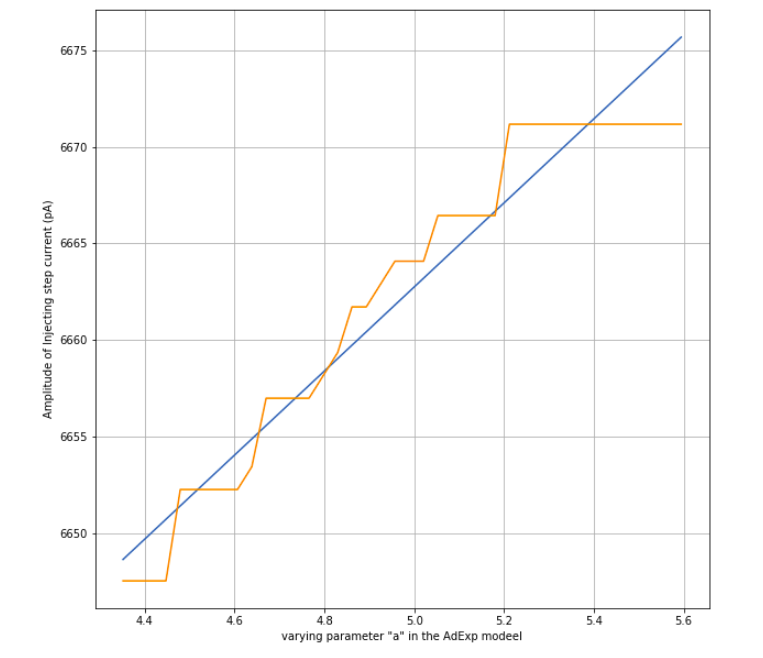 6675
6670
6665
6660
6655
6650
Amplitude of Injecting step current (pA)
4.4 4.6 4.8 5.0 5.2 5.4 5.6
varying parameter "a" in the AdExp modeel